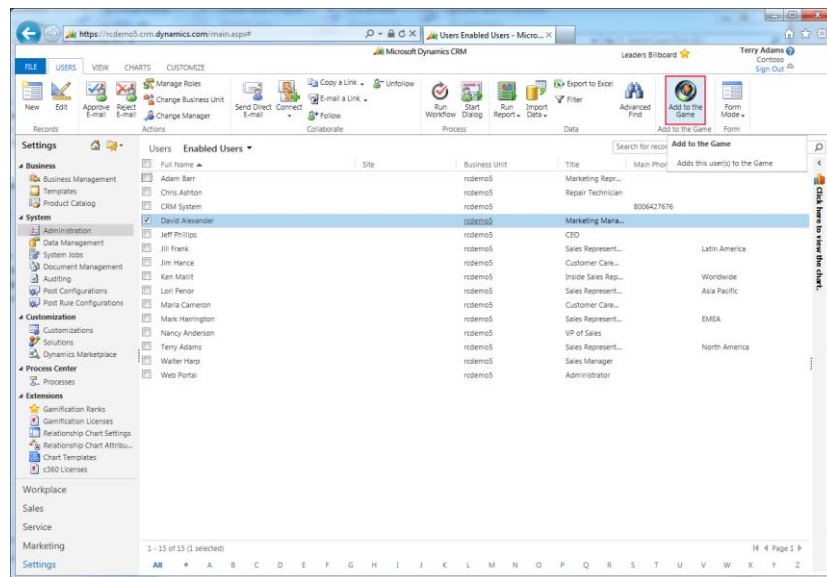 https://rcdemo5.crm.dynamics.com/main.aspx#
Users Enabled Users - Micro...
Microsoft Dynamics CRM
Leaders Billboard
Terry Adams
Contoso
Sign Out
FILE USERS VIEW CHARTS CUSTOMIZE
New
Edit
Approve E-mail
Reject E-mail
Records
Manage Roles
Change Business Unit
Change Manager
Actions
Send Direct E-mail
Connect
Copy a Link
E-mail a Link
Follow
Unfollow
Collaborate
Run Workflow
Start Dialog
Run Report
Import Data
Process
Export to Excel
Filter
Advanced Find
Data
Add to the Game
Add to the Game
Form Mode
Form
Add to the Game
Adds this user(s) to the Game
Settings
Users Enabled Users
Search for recor
Full Name Site Business Unit Title Main Phor
Adam Barr rcdemo5 Marketing Repr...
Chris Ashton rcdemo5 Repair Technician
CRM System rcdemo5 8006427676
David Alexander rcdemo5 Marketing Mana...
Jeff Phillips rcdemo5 CEO
Jill Frank rcdemo5 Sales Represent... Latin America
Jim Hance rcdemo5 Customer Care...
Ken Malit rcdemo5 Inside Sales Rep... Worldwide
Lori Penor rcdemo5 Sales Represent... Asia Pacific
Maria Cameron rcdemo5 Customer Care...
Mark Harrington rcdemo5 Sales Represent... EMEA
Nancy Anderson rcdemo5 VP of Sales
Terry Adams rcdemo5 Sales Represent... North America
Walter Harp rcdemo5 Sales Manager
Web Portal rcdemo5 Administrator
Business
Business Management
Templates
Product Catalog
System
Administration
Data Management
System Jobs
Document Management
Auditing
Post Configurations
Post Rule Configurations
Customization
Customizations
Solutions
Dynamics Marketplace
Process Center
Processes
Extensions
Gamification Ranks
Gamification Licenses
Relationship Chart Settings
Relationship Chart Attribu...
Chart Templates
c360 Licenses
Workplace
Sales
Service
Marketing
Settings
Click here to view the chart.
1 - 15 of 15 (1 selected)
Page 1
All # A B C D E F G H I J K L M N O P Q R S T U V W X Y Z